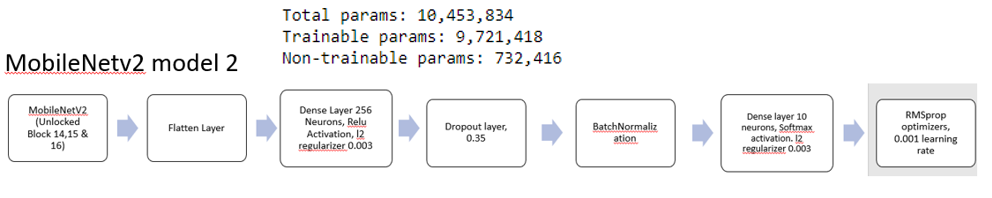 Total params: 10,453,834
Trainable params: 9,721,418
Non-trainable params: 732,416
MobileNetv2 model 2
MobileNetV2
(Unlocked
Block 14,15 &
16)
Flatten Layer
Dense Layer 256
Neurons, Relu
Activation, l2
regularizer 0.003
Dropout layer,
0.35
BatchNormaliz
ation
Dense layer 10
neurons, Softmax
activation. l2
regularizer 0.003
RMSprop
optimizers,
0.001 learning
rate